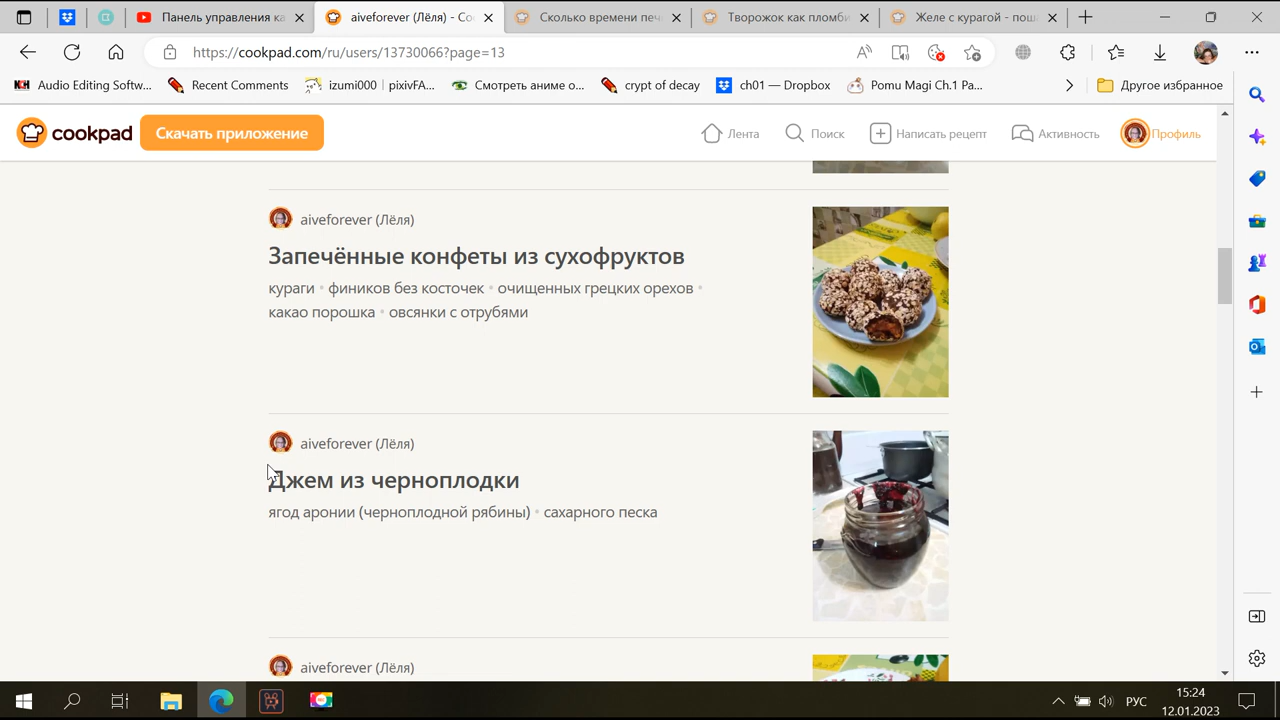 Панель управления ка
aiveforever (Лёля) - Co
Сколько времени печ
Творожок как пломби
Желе с курагой - пош
https://cookpad.com/ru/users/13730066?page=13
Audio Editing Softw...
Recent Comments
izumi000 | pixivFA...
Смотреть аниме о...
crypt of decay
ch01 — Dropbox
Pomu Magi Ch.1 Pa...
Другое избранное
cookpad
Скачать приложение
Лента
Поиск
Написать рецепт
Активность
Профиль
aiveforever (Лёля)
Запечённые конфеты из сухофруктов
кураги • фиников без косточек • очищенных грецких орехов •
какао порошка • овсянки с отрубями
aiveforever (Лёля)
Джем из черноплодки
ягод аронии (черноплодной рябины) • сахарного песка
aiveforever (Лёля)
РУС
15:24
12.01.2023